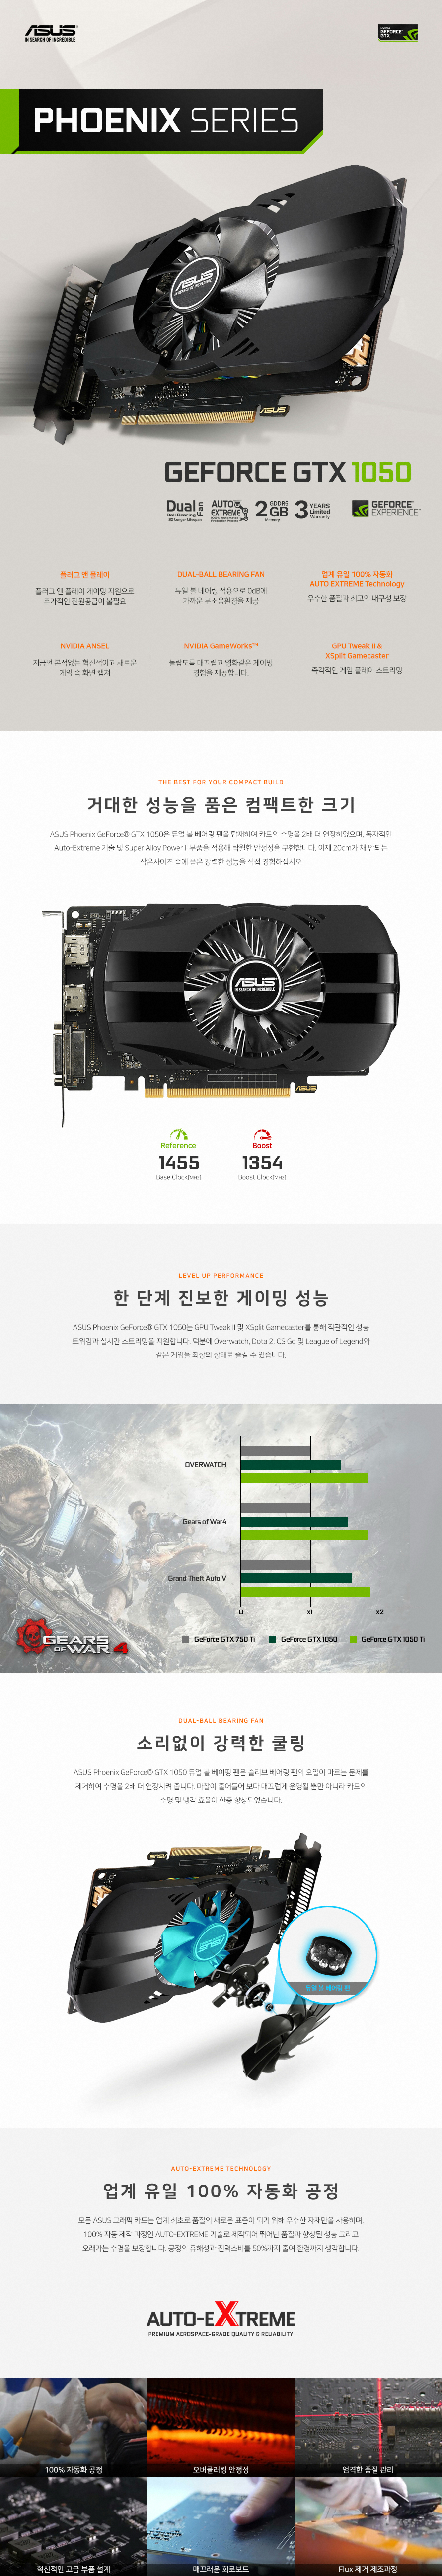 ASUS
IN SEARCH OF INCREDIBLE
GEFORCE
GTX
PHOENIX SERIES
ASUS
IN SEARCH OF INCREDIBLE
ASUS
GEFORCE GTX 1050
Dual Fan
Ball-Bearing
2X Longer Lifespan
AUTO
EXTREME
2GB GDDR5
Memory
3 YEARS
Limited
Warranty
GEFORCE
EXPERIENCE
플러그 앤 플레이
플러그 앤 플레이 게이밍 지원으로
추가적인 전원공급이 불필요
DUAL-BALL BEARING FAN
듀얼 볼 베어링 적용으로 0dB에
가까운 무소음환경을 제공
업계 유일 100% 자동화
AUTO EXTREME Technology
우수한 품질과 최고의 내구성 보장
NVIDIA ANSEL
지금껏 본적없는 혁신적이고 새로운
게임 속 화면 캡쳐
NVIDIA GameWorks™
놀랍도록 매끄럽고 영화같은 게이밍
경험을 제공합니다.
GPU Tweak II &
XSplit Gamecaster
즉각적인 게임 플레이 스트리밍
THE BEST FOR YOUR COMPACT BUILD
거대한 성능을 품은 컴팩트한 크기
ASUS Phoenix GeForce® GTX 1050은 듀얼 볼 베어링 팬을 탑재하여 카드의 수명을 2배 더 연장하였으며, 독자적인
Auto-Extreme 기술 및 Super Alloy Power II 부품을 적용해 탁월한 안정성을 구현합니다. 이제 20cm가 채 안되는
작은사이즈 속에 품은 강력한 성능을 직접 경험하십시오
ASUS
IN SEARCH OF INCREDIBLE
ASUS
Reference
1455
Base Clock(MHz)
Boost
1354
Boost Clock(MHz)
LEVEL UP PERFORMANCE
한 단계 진보한 게이밍 성능
ASUS Phoenix GeForce® GTX 1050는 GPU Tweak II 및 XSplit Gamecaster를 통해 직관적인 성능
트위킹과 실시간 스트리밍을 지원합니다. 덕분에 Overwatch, Dota 2, CS Go 및 League of Legend와
같은 게임을 최상의 상태로 즐길 수 있습니다.
OVERWATCH
Gears of War4
Grand Theft Auto V
0 x1 x2
GEARS
OF WAR 4
GeForce GTX 750 Ti GeForce GTX 1050 GeForce GTX 1050 Ti
DUAL-BALL BEARING FAN
소리없이 강력한 쿨링
ASUS Phoenix GeForce® GTX 1050 듀얼 볼 베어링 팬은 슬리브 베어링 팬의 오일이 마르는 문제를
제거하여 수명을 2배 더 연장시켜 줍니다. 마찰이 줄어들어 보다 매끄럽게 운영될 뿐만 아니라 카드의
수명 및 냉각 효율이 한층 향상되었습니다.
ASUS
ASUS
듀얼 볼 베어링 팬
AUTO-EXTREME TECHNOLOGY
업계 유일 100% 자동화 공정
모든 ASUS 그래픽 카드는 업계 최초로 품질의 새로운 표준이 되기 위해 우수한 자재만을 사용하며,
100% 자동 제작 과정인 AUTO-EXTREME 기술로 제작되어 뛰어난 품질과 향상된 성능 그리고
오래가는 수명을 보장합니다. 공정의 유해성과 전력소비를 50%까지 줄여 환경까지 생각합니다.
AUTO-EXTREME
PREMIUM AEROSPACE-GRADE QUALITY & RELIABILITY
100% 자동화 공정
오버클러킹 안정성
엄격한 품질 관리
혁신적인 고급 부품 설계
매끄러운 회로보드
Flux 제거 제조과정